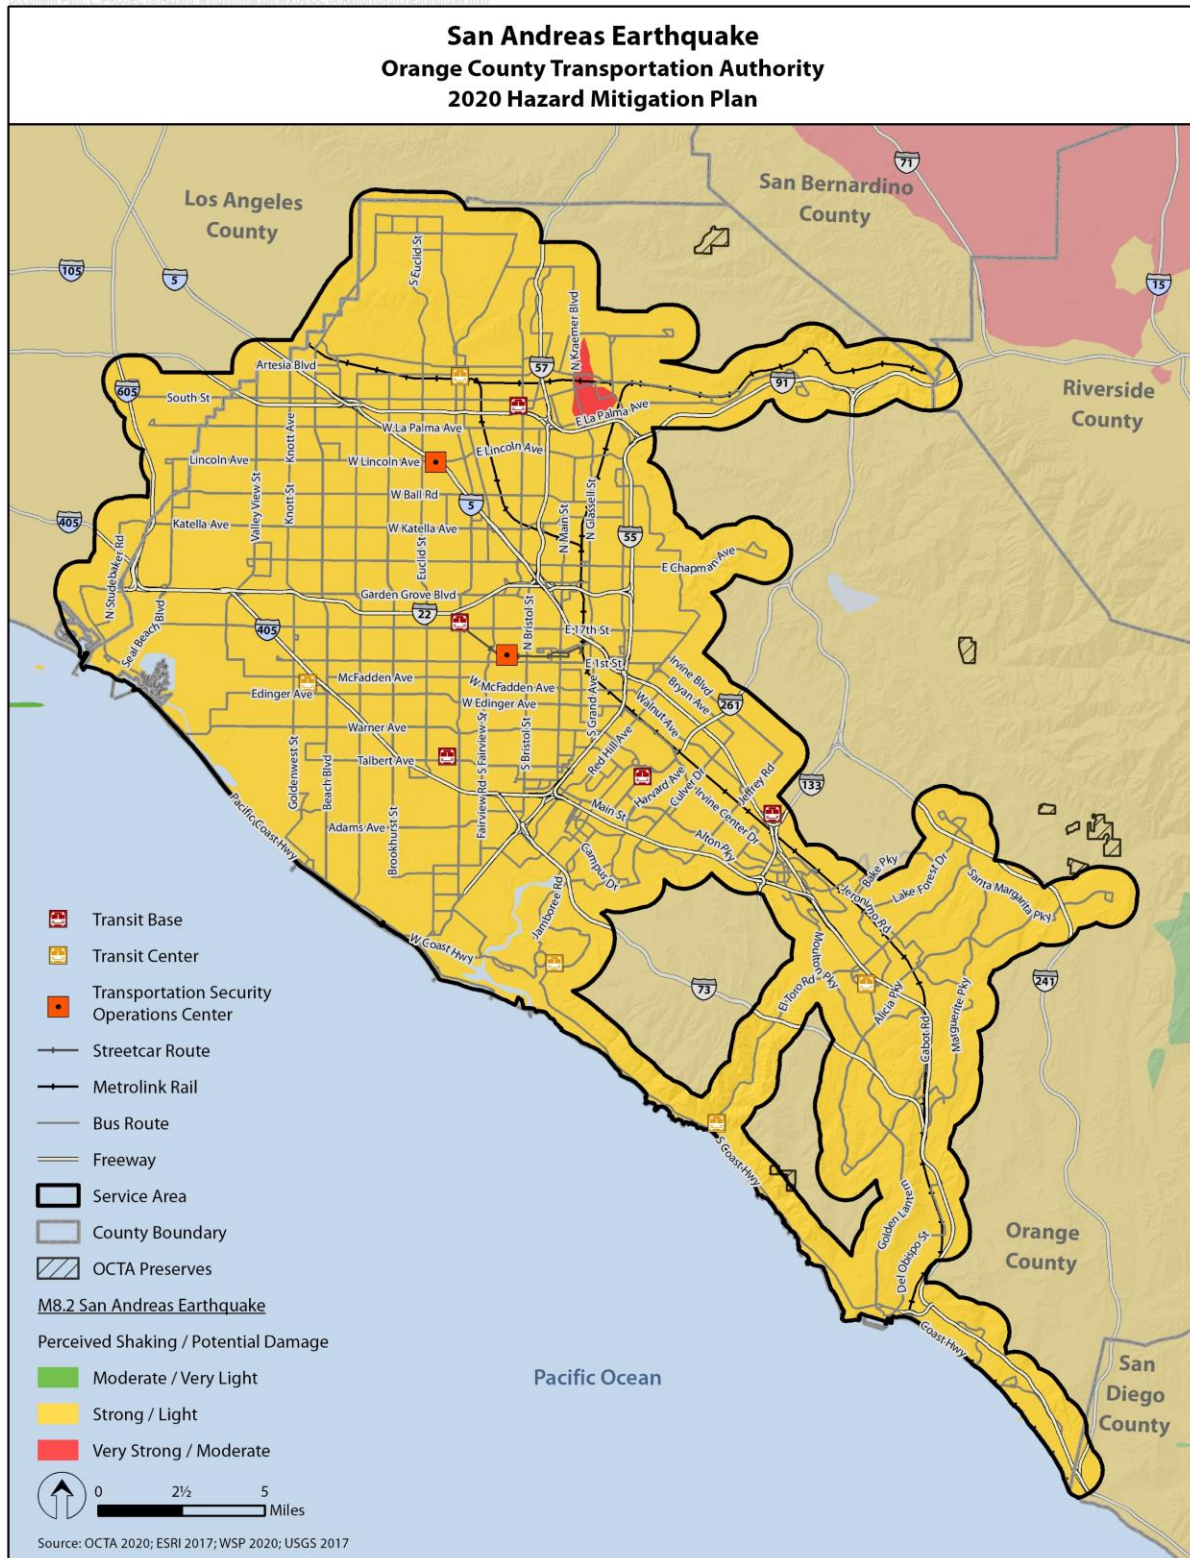 San Andreas Earthquake
Orange County Transportation Authority
2020 Hazard Mitigation Plan
71
San Bernardino
County
Los Angeles
County
105
5
15
S Euclid St
N Kraemer Blvd
57
Artesia Blvd
91
605
South St
Riverside
County
E La Palma Ave
W La Palma Ave
Knott Ave
E Lincoln Ave
Lincoln Ave
W Lincoln Ave
Valley View St
Knott St
W Ball Rd
5
N Glassell St
N Main St
405
Katella Ave
W Katella Ave
55
Euclid St
E Chapman Ave
N Studebaker Rd
Garden Grove Blvd
22
N Bristol St
Seal Beach Blvd
405
E 17th St
E 1st St
Irvine Blvd
Bryan Ave
McFadden Ave
W McFadden Ave
Edinger Ave
W Edinger Ave
S Grand Ave
Walnut Ave
261
Warner Ave
S Fairview St
S Bristol St
Red Hill Ave
Talbert Ave
Goldenwest St
Beach Blvd
Harvard Ave
Culver Dr
Jeffrey Rd
133
Pacific Coast Hwy
Fairview Rd
Main St
Irvine Center Dr
Adams Ave
Brookhurst St
Alton Pky
Campus Dr
Bake Pky
Lake Forest Dr
Santa Margarita Pky
Jamboree Rd
Jeronimo Rd
W Coast Hwy
Moulton Pky
73
El Toro Rd
Alicia Pky
241
Cabot Rd
Marguerite Pky
S Coast Hwy
Golden Lantern
Del Obispo St
Orange
County
Coast Hwy
San
Diego
County
Pacific Ocean
Transit Base
Transit Center
Transportation Security
Operations Center
Streetcar Route
Metrolink Rail
Bus Route
Freeway
Service Area
County Boundary
OCTA Preserves
M8.2 San Andreas Earthquake
Perceived Shaking / Potential Damage
Moderate / Very Light
Strong / Light
Very Strong / Moderate
0 2½ 5
Miles
Source: OCTA 2020; ESRI 2017; WSP 2020; USGS 2017